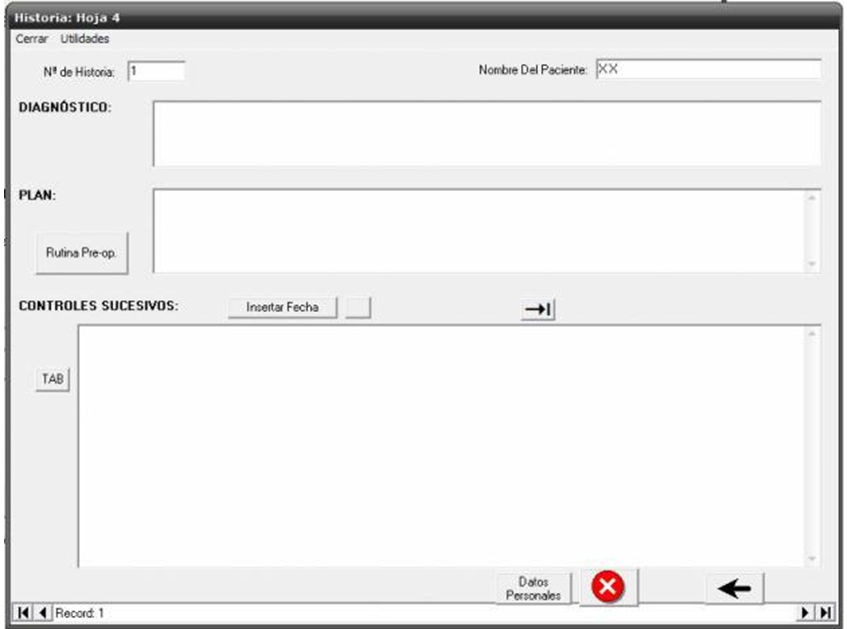 Historia: Hoja 4
Cerrar Utilidades
Nª de Historia: 1 Nombre Del Paciente: XX
DIAGNÓSTICO:
PLAN:
Rutina Pre-op.
CONTROLES SUCESIVOS: Insertar Fecha
TAB
Datos
Personales
Record: 1